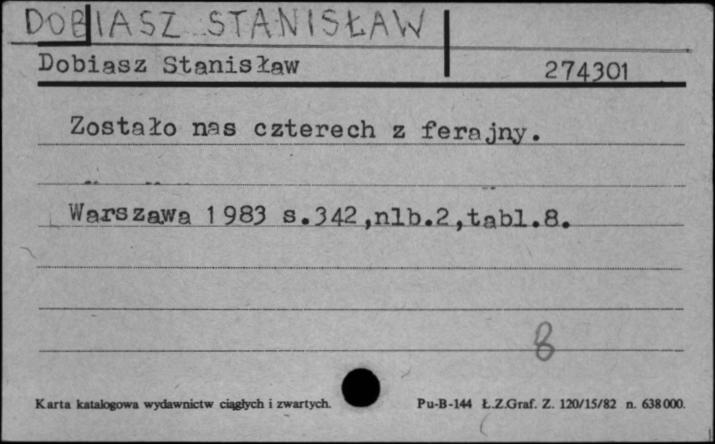 DOBIASZ STANISŁAW
Dobiasz Stanisław 274301
Zostało nas czterech z ferajny.
Warszawa 1983 s.342,nlb.2,tabl.8.
8
Karta katalogowa wydawnictw ciągłych i zwartych. Pu-B-144 Ł.Z.Graf. Z. 120/15/82 n. 638000.